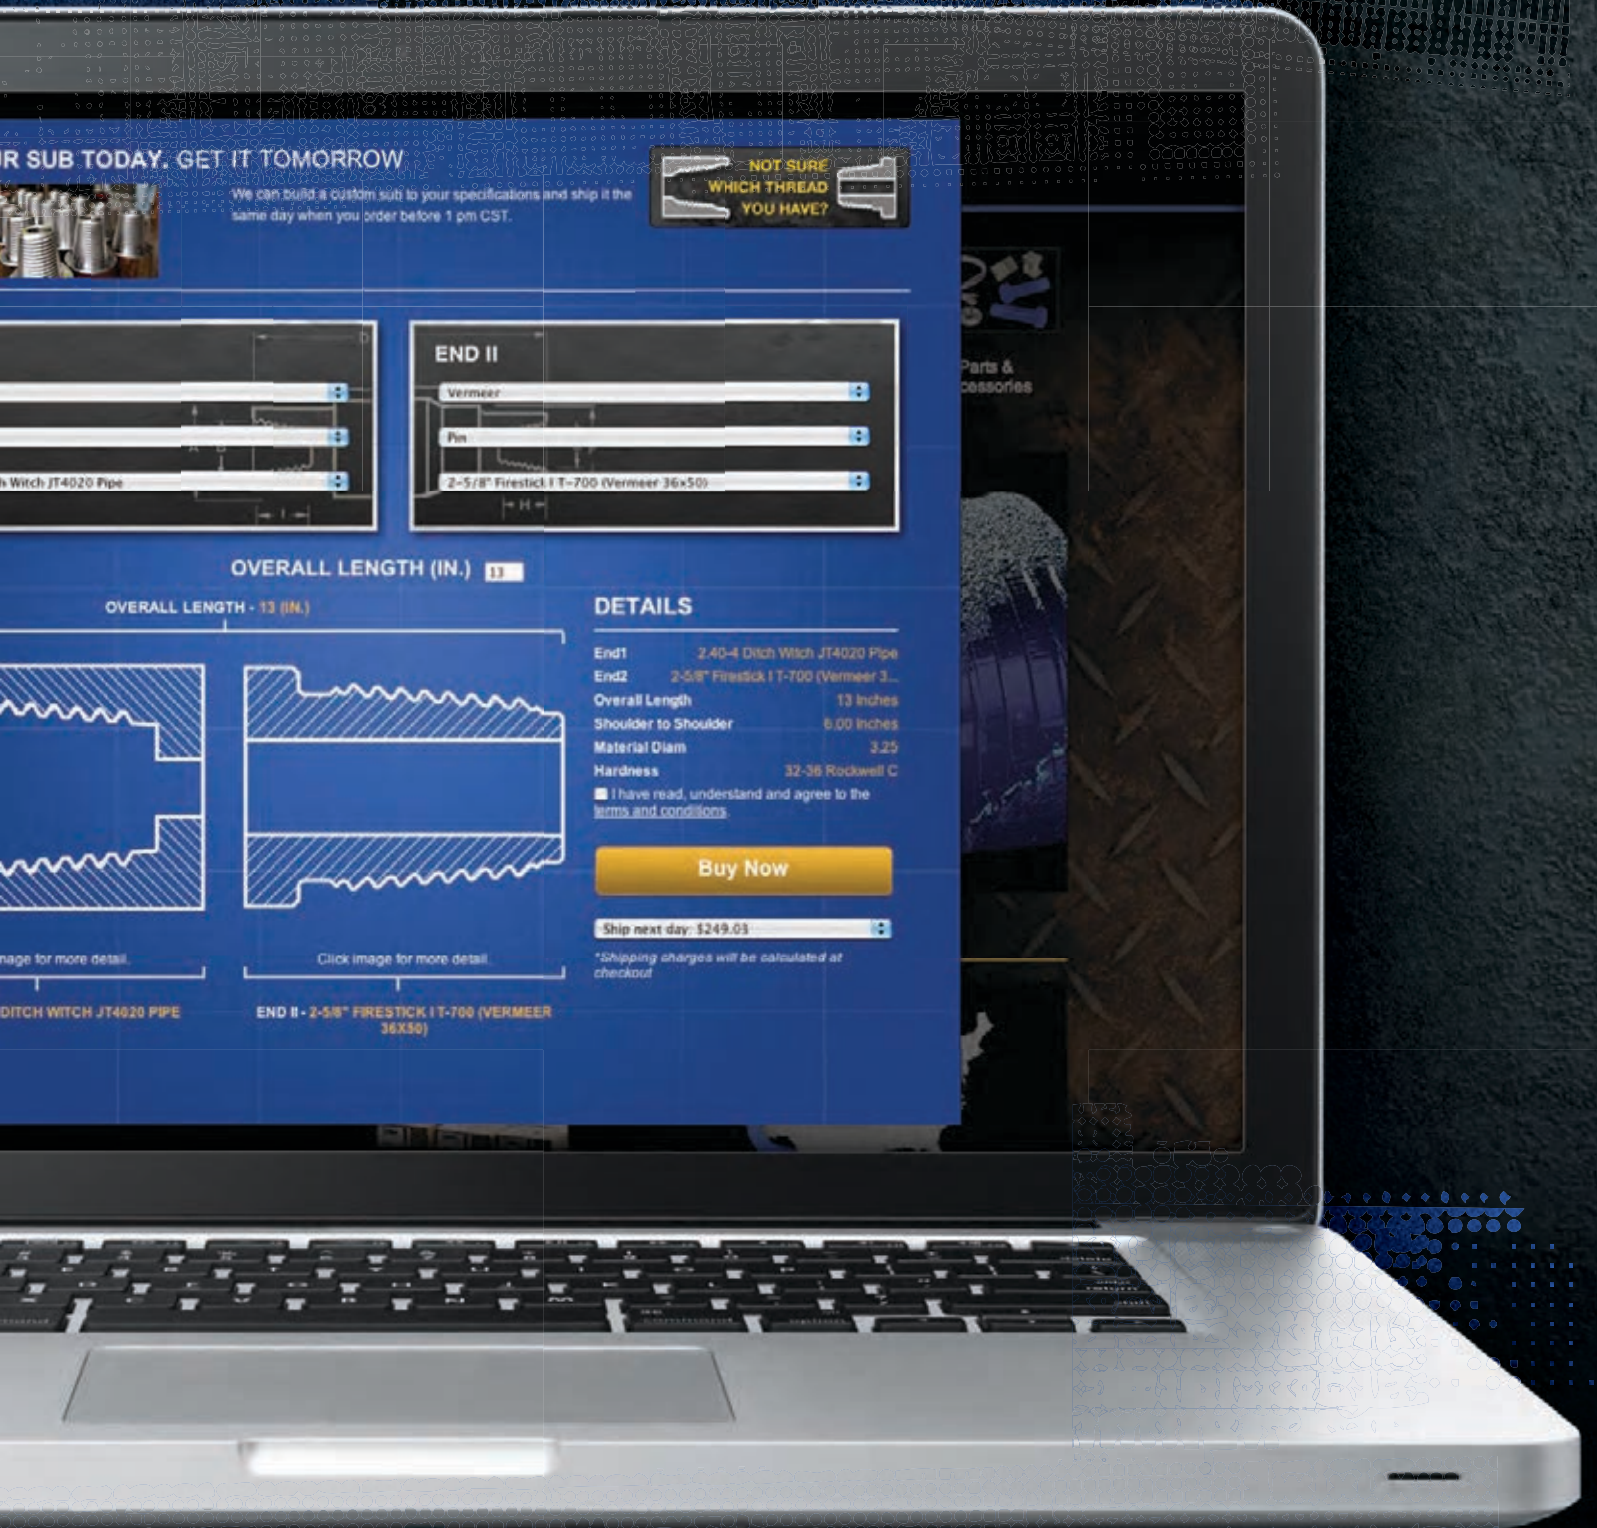 UR SUB TODAY. GET IT TOMORROW
We can build a custom sub to your specifications and ship it the
same day when you order before 1 pm CST.
NOT SURE
WHICH THREAD
YOU HAVE?
Parts &
cessories
END II
Vermeer
Pin
h Witch JT4020 Pipe
2-5/8" Firestick I T-700 (Vermeer 36x50)
OVERALL LENGTH (IN.) 13
OVERALL LENGTH - 13 (IN.)
DETAILS
End1 2.40-4 Ditch Witch JT4020 Pipe
End2 2-5/8" Firestick I T-700 (Vermeer 3...
Overall Length 13 Inches
Shoulder to Shoulder 6.00 Inches
Material Diam 3.25
Hardness 32-36 Rockwell C
I have read, understand and agree to the
terms and conditions.
Buy Now
Ship next day: $249.03
*Shipping charges will be calculated at
checkout
mage for more detail.
Click image for more detail.
DITCH WITCH JT4020 PIPE
END II - 2-5/8" FIRESTICK I T-700 (VERMEER
36X50)
command
option
return
shift